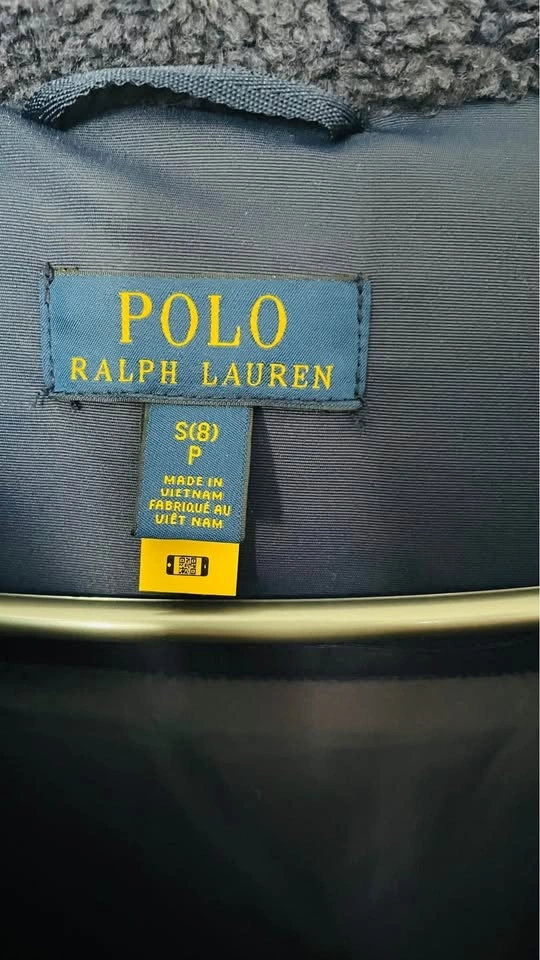 POLO
RALPH LAUREN
S(8)
P
MADE IN
VIETNAM
FABRIQUÉ AU
VIÊT NAM